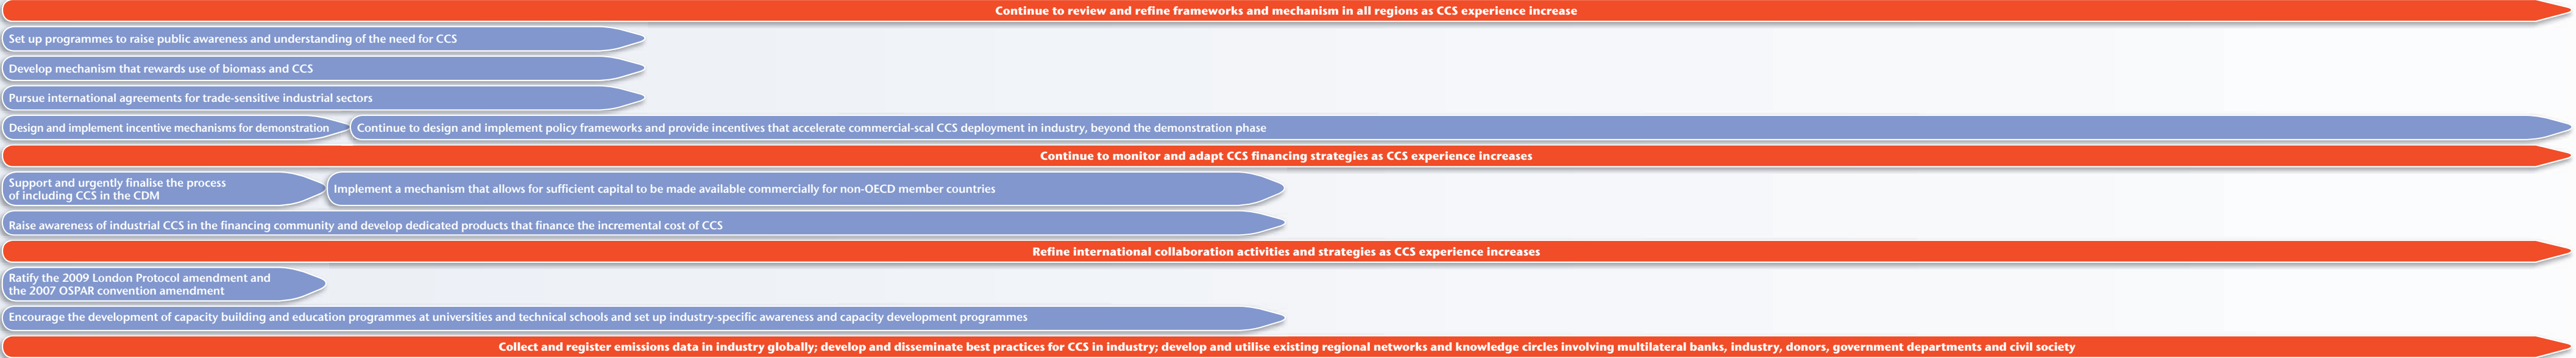 Continue to review and refine frameworks and mechanism in all regions as CCS experience increase
Set up programmes to raise public awareness and understanding of the need for CCS
Develop mechanism that rewards use of biomass and CCS
Pursue international agreements for trade-sensitive industrial sectors
Design and implement incentive mechanisms for demonstration
Continue to design and implement policy frameworks and provide incentives that accelerate commercial-scal CCS deployment in industry, beyond the demonstration phase
Continue to monitor and adapt CCS financing strategies as CCS experience increases
Support and urgently finalise the process
of including CCS in the CDM
Implement a mechanism that allows for sufficient capital to be made available commercially for non-OECD member countries
Raise awareness of industrial CCS in the financing community and develop dedicated products that finance the incremental cost of CCS
Refine international collaboration activities and strategies as CCS experience increases
Ratify the 2009 London Protocol amendment and
the 2007 OSPAR convention amendment
Encourage the development of capacity building and education programmes at universities and technical schools and set up industry-specific awareness and capacity development programmes
Collect and register emissions data in industry globally; develop and disseminate best practices for CCS in industry; develop and utilise existing regional networks and knowledge circles involving multilateral banks, industry, donors, government departments and civil society